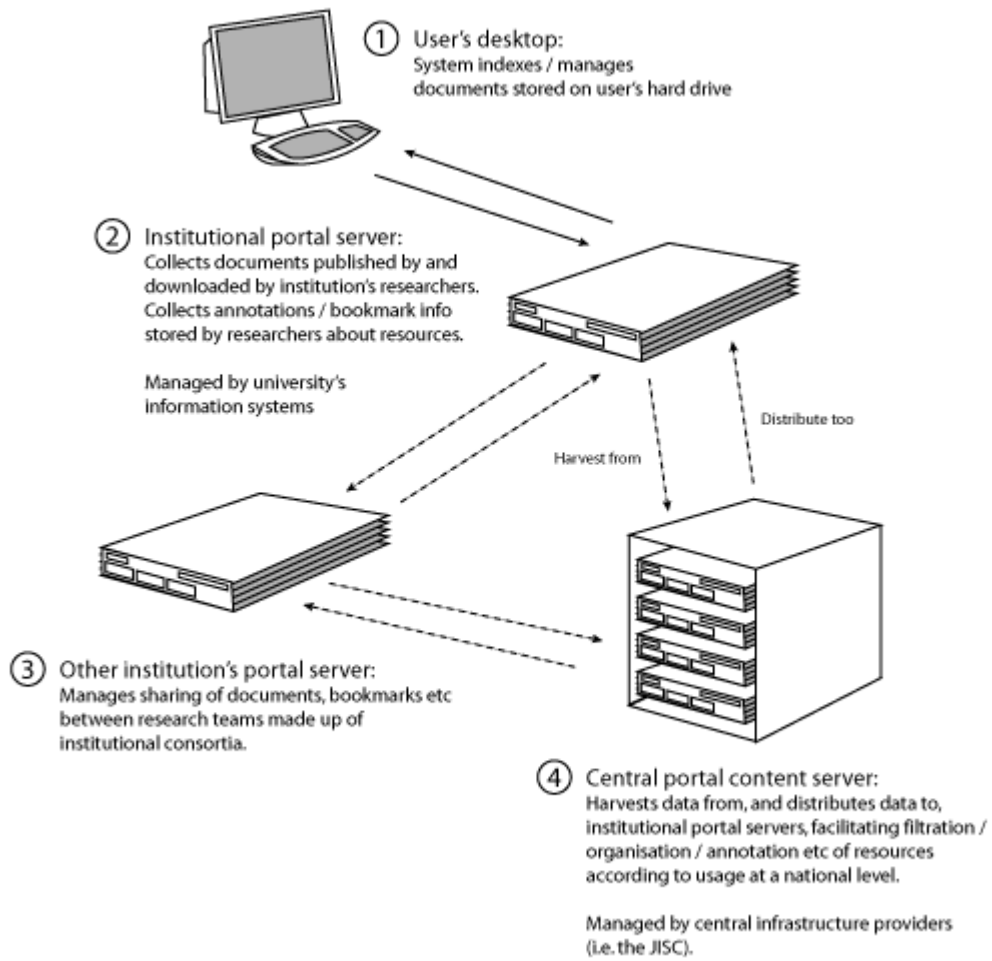 1 User's desktop:
System indexes / manages
documents stored on user's hard drive
2 Institutional portal server:
Collects documents published by and
downloaded by institution's researchers.
Collects annotations / bookmark info
stored by researchers about resources.
Managed by university's
information systems
Distribute too
Harvest from
3 Other institution's portal server:
Manages sharing of documents, bookmarks etc
between research teams made up of
institutional consortia.
4 Central portal content server:
Harvests data from, and distributes data to,
institutional portal servers, facilitating filtration /
organisation / annotation etc of resources
according to usage at a national level.
Managed by central infrastructure providers
(i.e. the JISC).